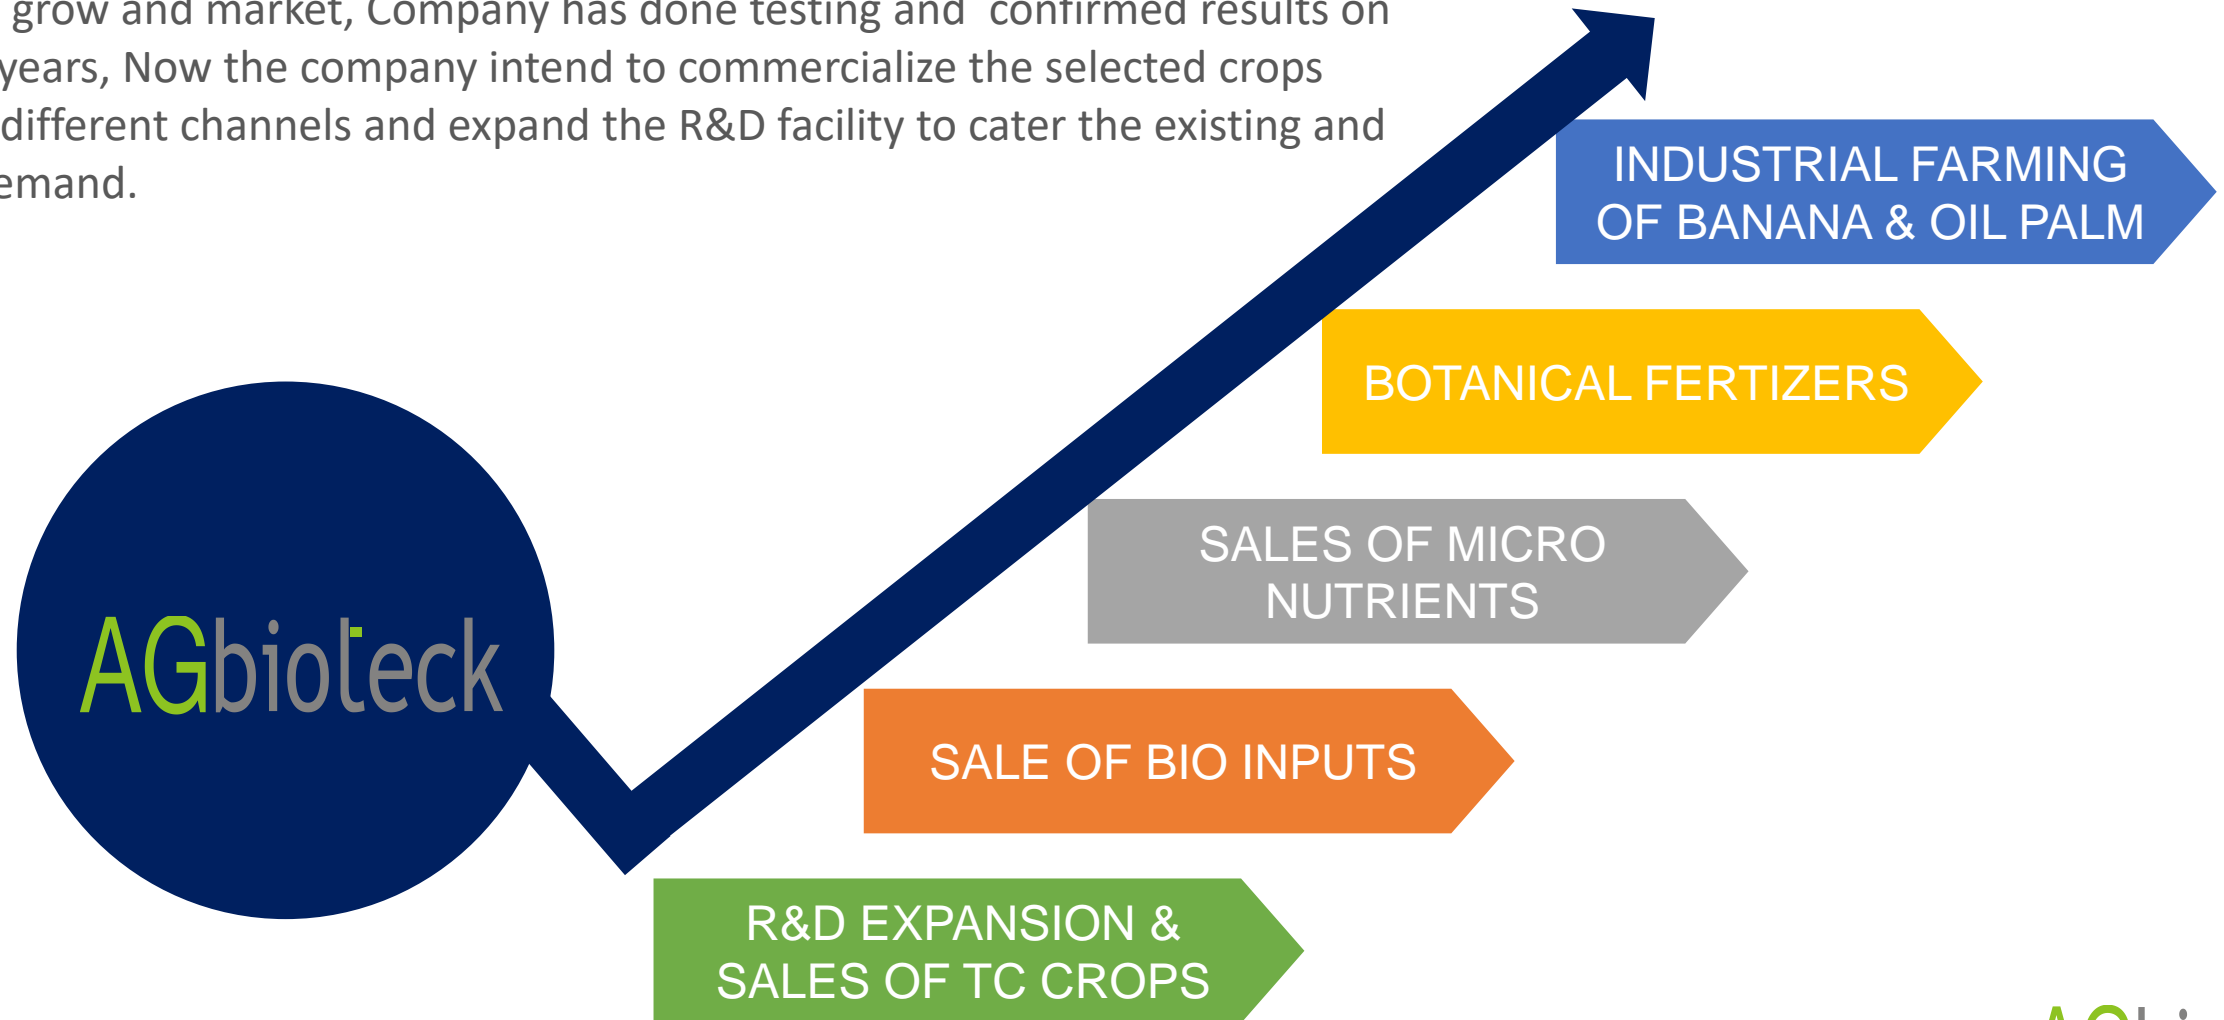 grow and market, Company has done testing and confirmed results on
years, Now the company intend to commercialize the selected crops
different channels and expand the R&D facility to cater the existing and
emand.
INDUSTRIAL FARMING
OF BANANA & OIL PALM
BOTANICAL FERTIZERS
SALES OF MICRO
NUTRIENTS
AGbioteck
SALE OF BIO INPUTS
R&D EXPANSION &
SALES OF TC CROPS